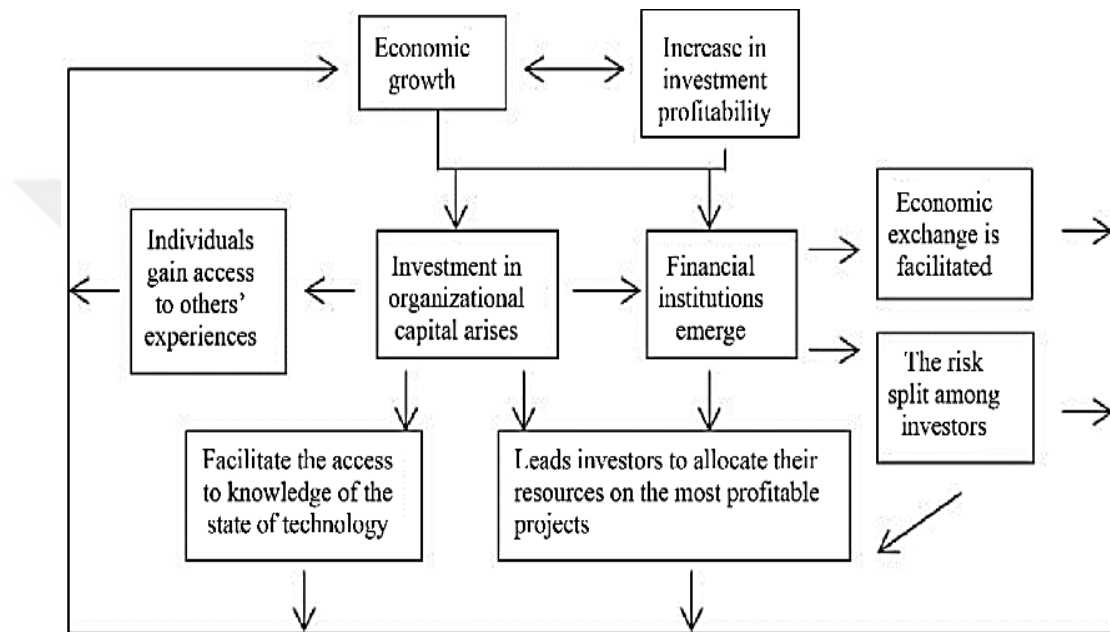 Economic
growth
Increase in
investment
profitability
Individuals
gain access
to others’
experiences
Investment in
organizational
capital arises
Financial
institutions
emerge
Economic
exchange is
facilitated
The risk
split among
investors
Facilitate the access
to knowledge of the
state of technology
Leads investors to allocate their
resources on the most profitable
projects